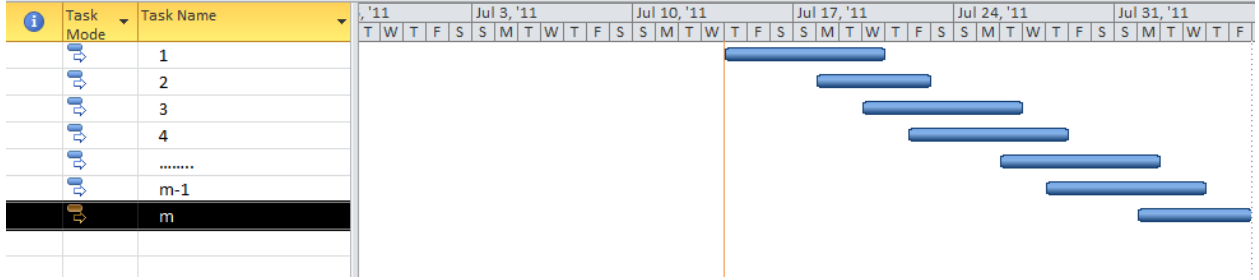 Task Mode Task Name , '11 Jul 3, '11 Jul 10, '11 Jul 17, '11 Jul 24, '11 Jul 31, '11
T W T F S S M T W T F S S M T W T F S S M T W T F S S M T W T F S S M T W T F
1
2
3
4
........
m-1
m